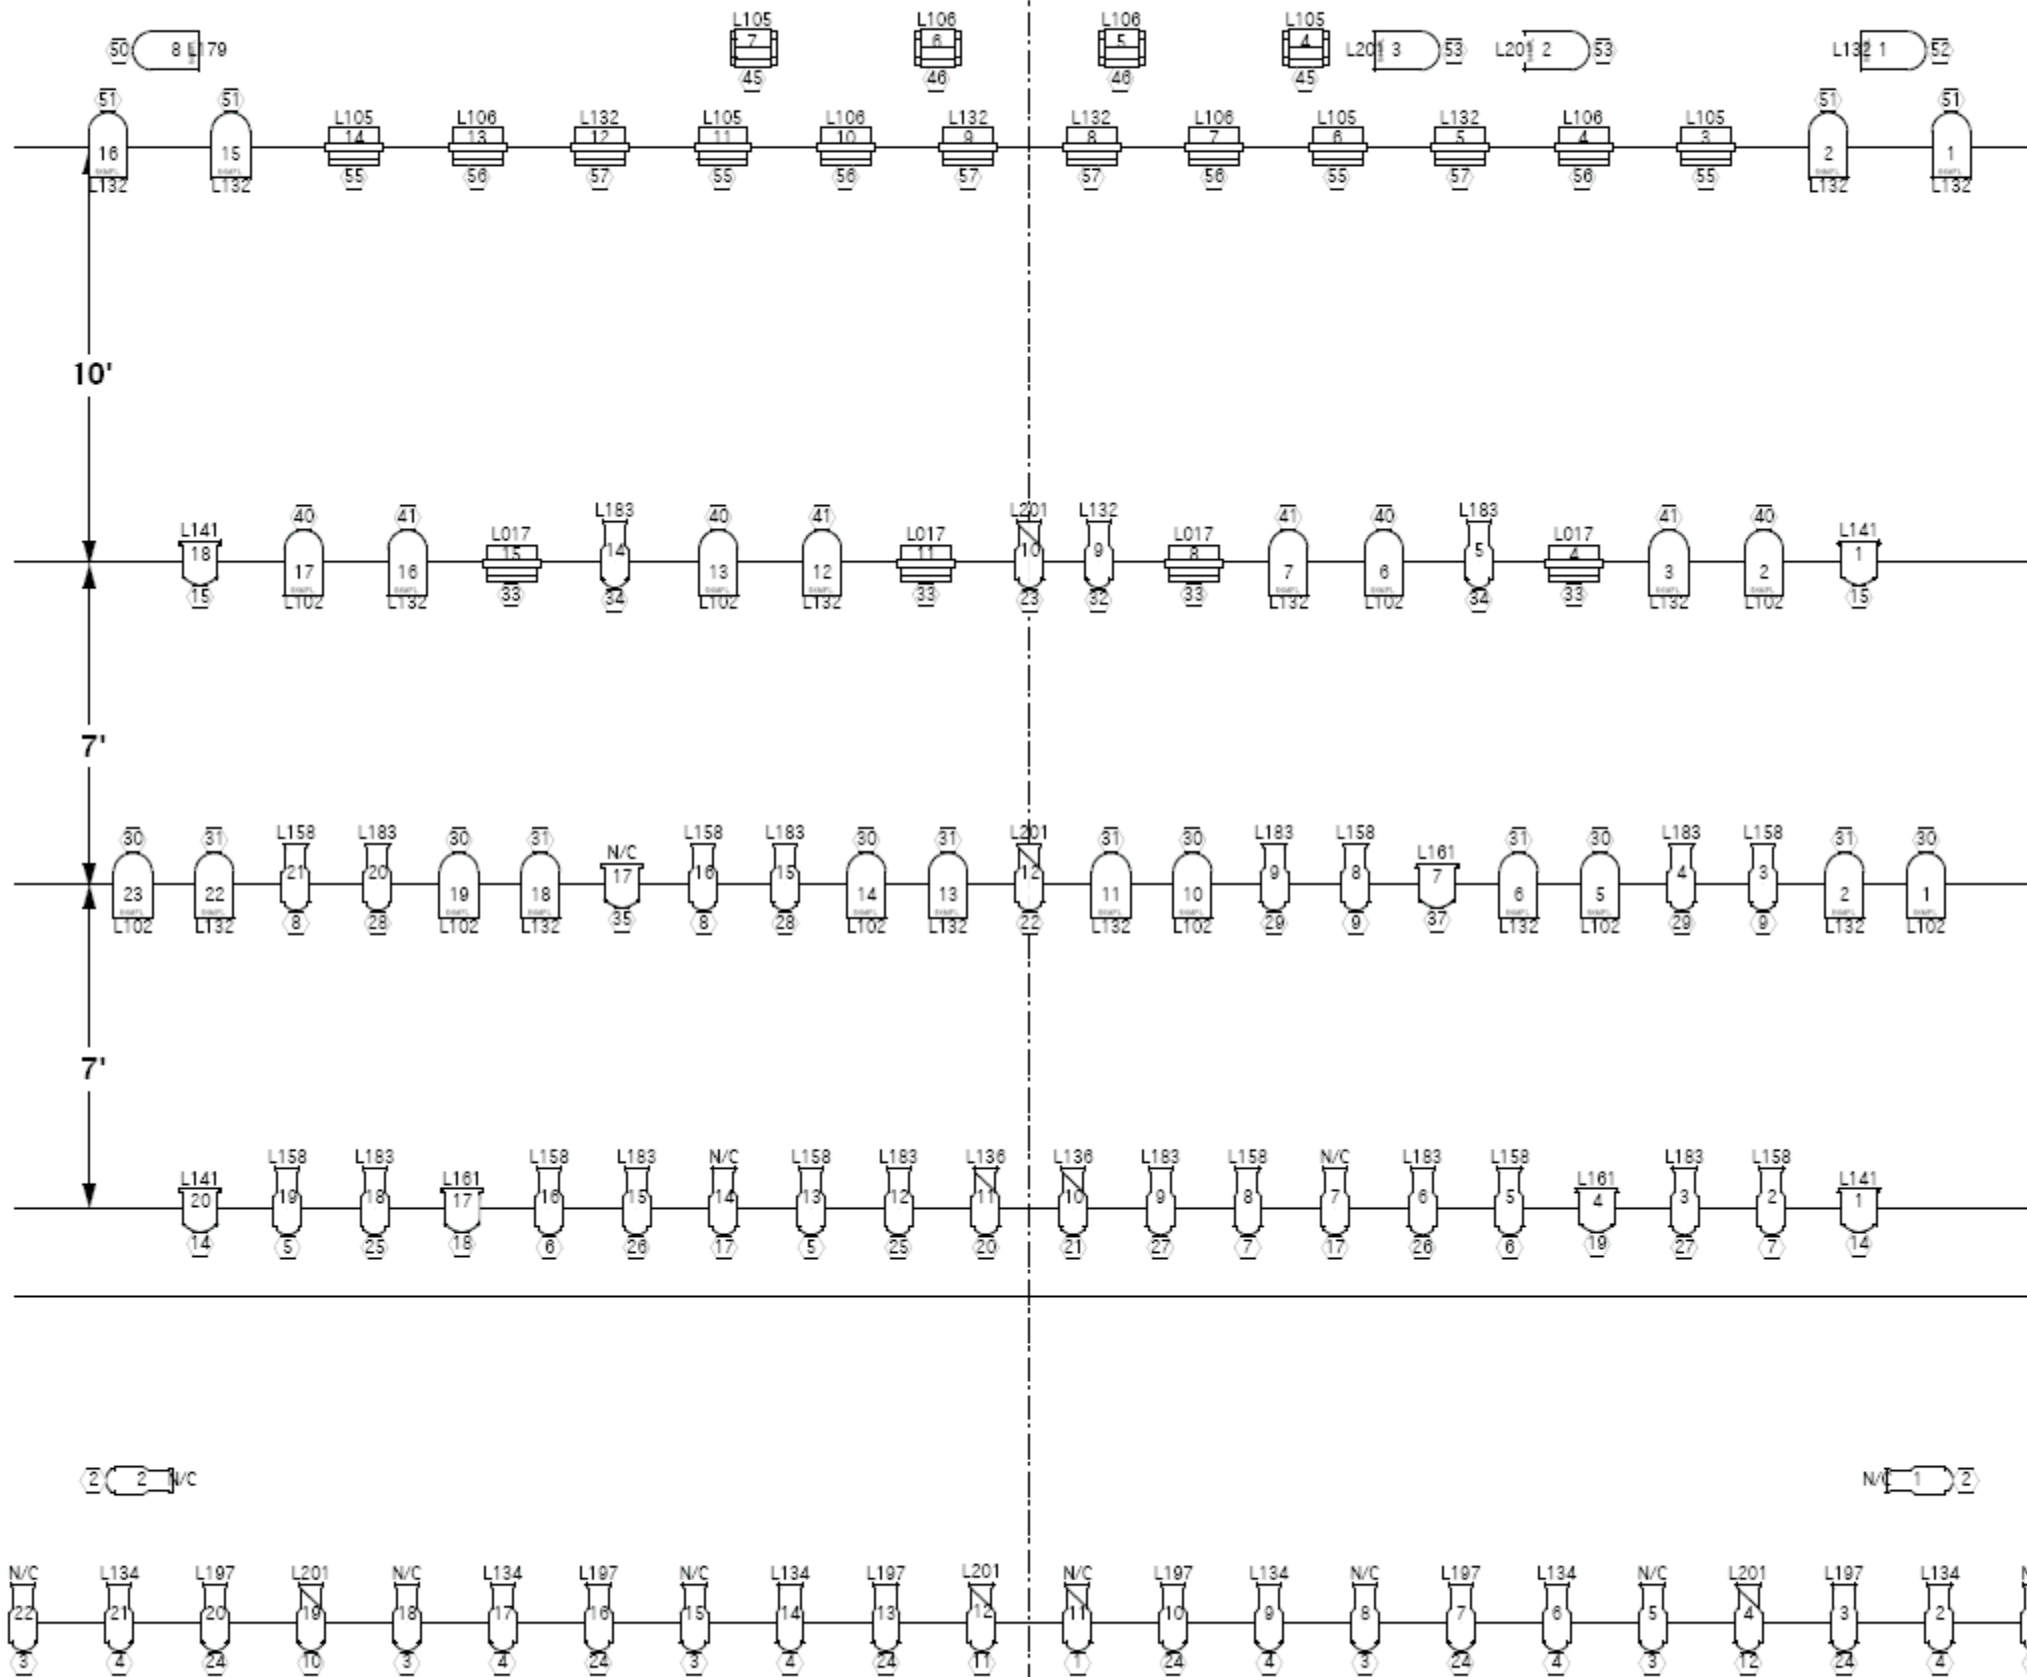 L105 L106 L106 L105
50 8 L179 7 6 5 4 L201 3 53 L201 2 53 L132 1 52
45 46 46 45
51 51 51 51
L105 L106 L132 L105 L106 L132 L132 L106 L105 L132 L106 L105
16 15 14 13 12 11 10 9 8 7 6 5 4 3 2 1
55 56 57 55 56 57 57 56 55 57 56 55
L132 L132 L132 L132
10'
L141 40 41 L017 L183 40 41 L017 L201 L132 L017 41 40 L183 L017 41 40 L141
18 17 16 15 14 13 12 11 10 9 8 7 6 5 4 3 2 1
15 L102 L132 33 34 L102 L132 33 23 32 33 L132 L102 34 33 L132 L102 15
7'
30 31 L158 L183 30 31 N/C L158 L183 30 31 L201 31 30 L183 L158 L161 31 30 L183 L158 31 30
23 22 21 20 19 18 17 16 15 14 13 12 11 10 9 8 7 6 5 4 3 2 1
L102 L132 8 28 L102 L132 35 8 28 L102 L132 22 L132 L102 29 9 37 L132 L102 29 9 L132 L102
7'
L141 L158 L183 L161 L158 L183 N/C L158 L183 L136 L136 L183 L158 N/C L183 L158 L161 L183 L158 L141
20 19 18 17 16 15 14 13 12 11 10 9 8 7 6 5 4 3 2 1
14 5 25 18 6 26 17 5 25 20 21 27 7 17 26 6 19 27 7 14
2 2 N/C N/C 1 2
N/C L134 L197 L201 N/C L134 L197 N/C L134 L197 L201 N/C L197 L134 N/C L197 L134 N/C L201 L197 L134
22 21 20 19 18 17 16 15 14 13 12 11 10 9 8 7 6 5 4 3 2
3 4 24 10 3 4 24 3 4 24 11 1 24 4 3 24 4 3 12 24 4